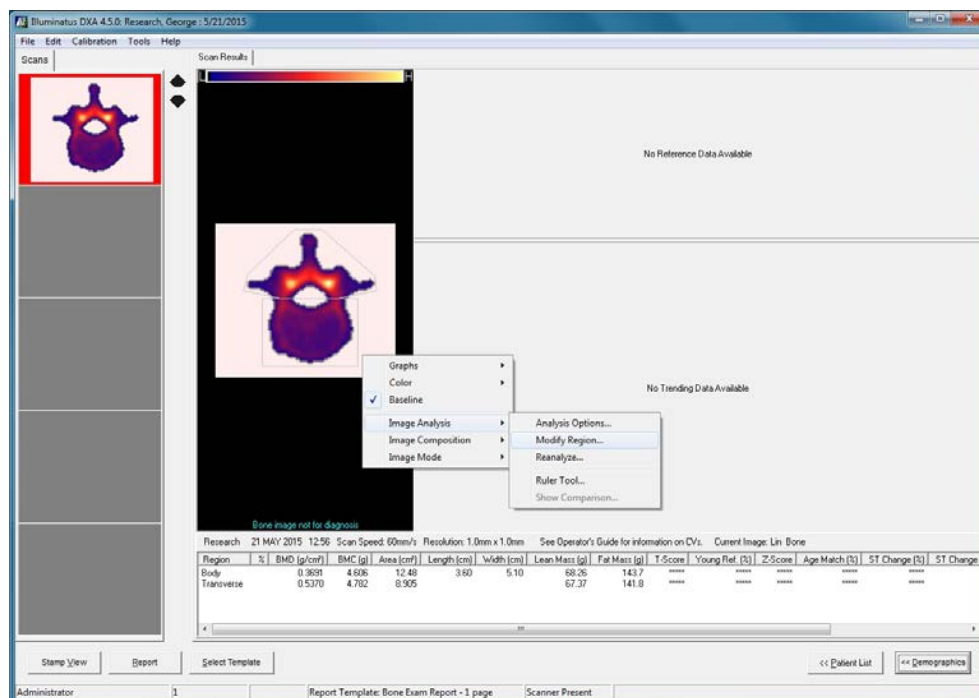 Illuminatus DXA 4.5.0: Research, George : 5/21/2015
File Edit Calibration Tools Help
Scans
Scan Results
L H
No Reference Data Available
Graphs
Color
Baseline
Image Analysis
Image Composition
Image Mode
Analysis Options...
Modify Region...
Reanalyze...
Ruler Tool...
Show Comparison...
No Trending Data Available
Bone image not for diagnosis
Research 21 MAY 2015 12:56 Scan Speed: 60mm/s Resolution: 1.0mm x 1.0mm See Operator's Guide for information on CVs. Current Image: Lin Bone
Region % BMD (g/cm²) BMC (g) Area (cm²) Length (cm) Width (cm) Lean Mass (g) Fat Mass (g) T-Score Young Ref. (%) Z-Score Age Match (%) ST Change (%) ST Change
Body 0.3691 4.606 12.48 3.60 5.10 68.26 143.7 ***** ***** ***** ***** *****
Transverse 0.5370 4.782 8.905 67.37 141.8 ***** ***** ***** ***** *****
Stamp View Report Select Template << Patient List << Demographics
Administrator 1 Report Template: Bone Exam Report - 1 page Scanner Present